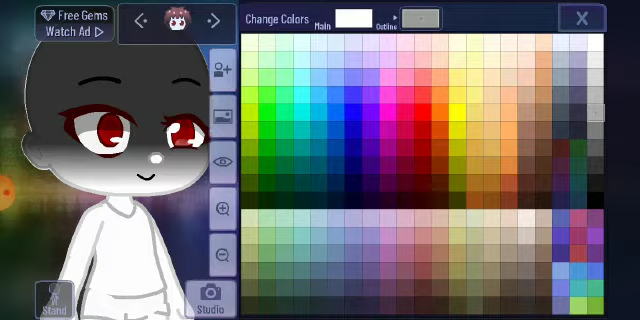 Free Gems
Watch Ad
Change Colors
Main
Outline
X
Stand
Studio